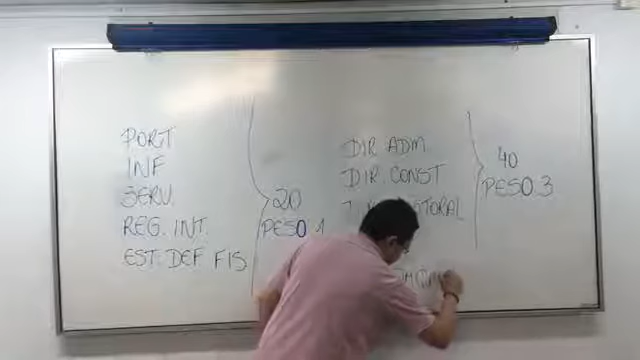 PORT
INF
SERV.
REG. INT.
EST. DEF FIS
20
PESO 1
DIR ADM
DIR. CONST
40
PESO.3